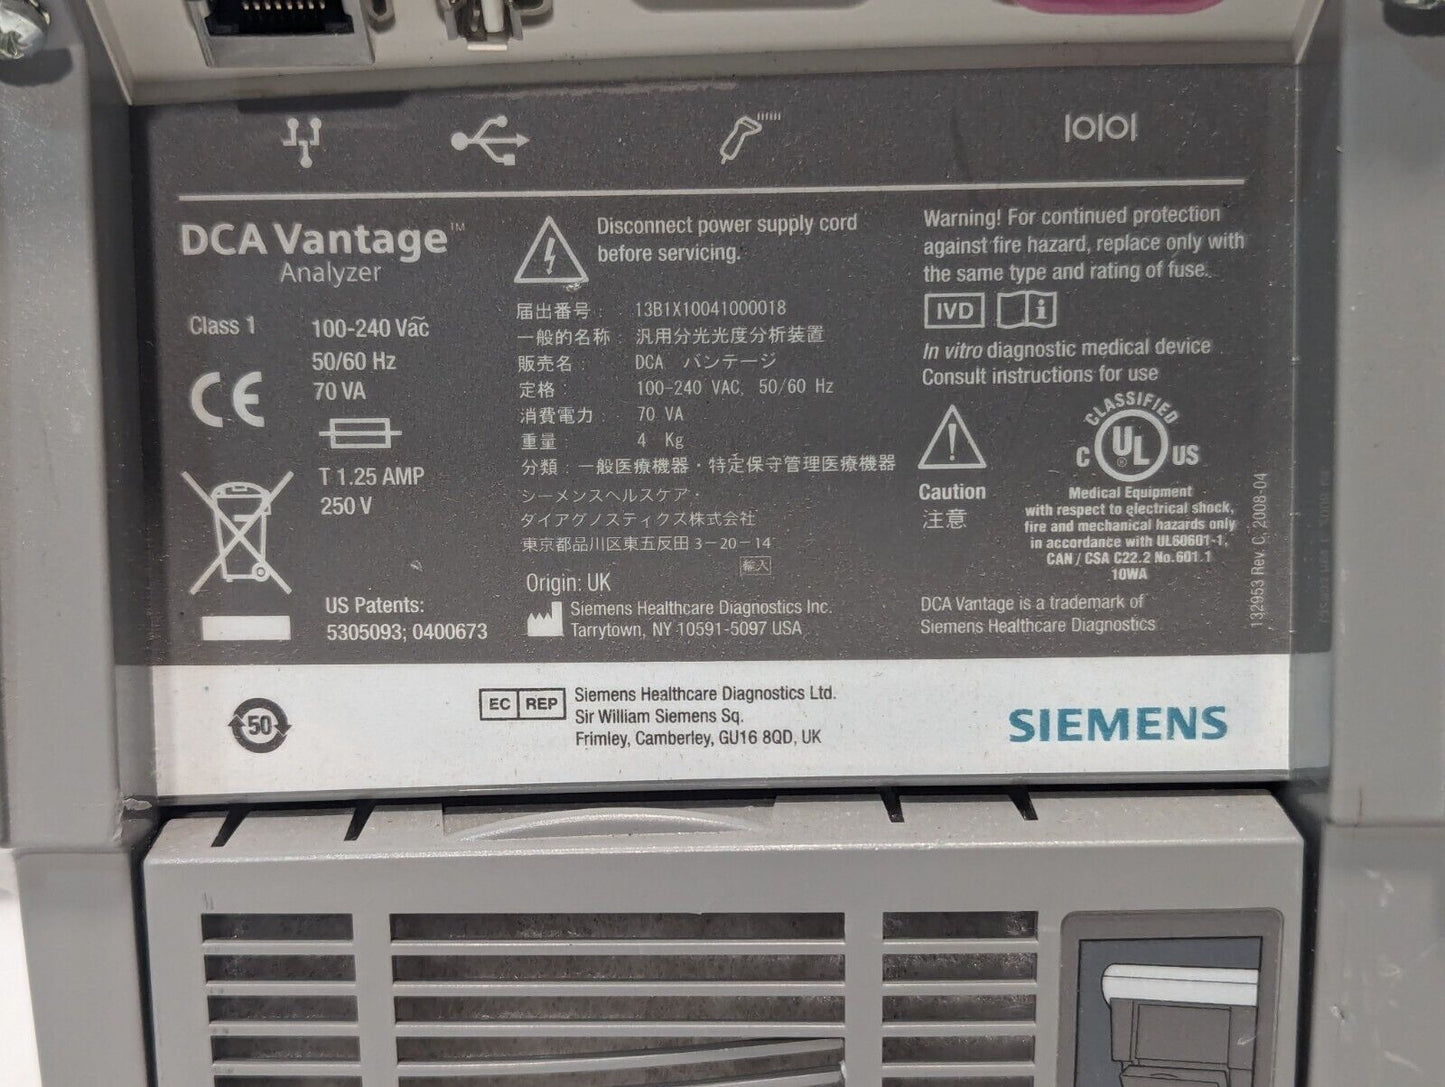 |O|O|
DCA Vantage™
Analyzer
Class 1
100-240 Vac
50/60 Hz
70 VA
CE
T 1.25 AMP
250 V
US Patents:
5305093; 0400673
Disconnect power supply cord
before servicing.
届出番号 : 13B1X10041000018
一般的名称 : 汎用分光光度分析装置
販売名 : DCA バンテージ
定格 : 100-240 VAC, 50/60 Hz
消費電力 : 70 VA
重量 : 4 Kg
分類 : 一般医療機器・特定保守管理医療機器
シーメンスヘルスケア・
ダイアグノスティクス株式会社
東京都品川区東五反田 3-20-14
輸入
Origin: UK
Siemens Healthcare Diagnostics Inc.
Tarrytown, NY 10591-5097 USA
Warning! For continued protection
against fire hazard, replace only with
the same type and rating of fuse.
IVD i
In vitro diagnostic medical device
Consult instructions for use
Caution
注意
CLASSIFIED
C UL® US
Medical Equipment
with respect to electrical shock,
fire and mechanical hazards only
in accordance with UL60601-1,
CAN / CSA C22.2 No.601.1
10WA
DCA Vantage is a trademark of
Siemens Healthcare Diagnostics
132953 Rev. C, 2008-04
50
EC REP
Siemens Healthcare Diagnostics Ltd.
Sir William Siemens Sq.
Frimley, Camberley, GU16 8QD, UK
SIEMENS